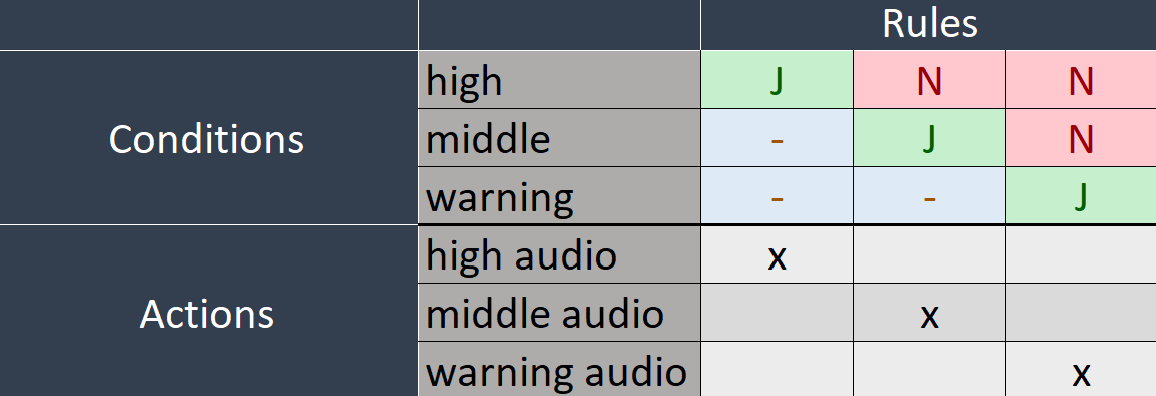 Rules
Conditions
high J N N
middle - J N
warning - - J
Actions
high audio x
middle audio x
warning audio x